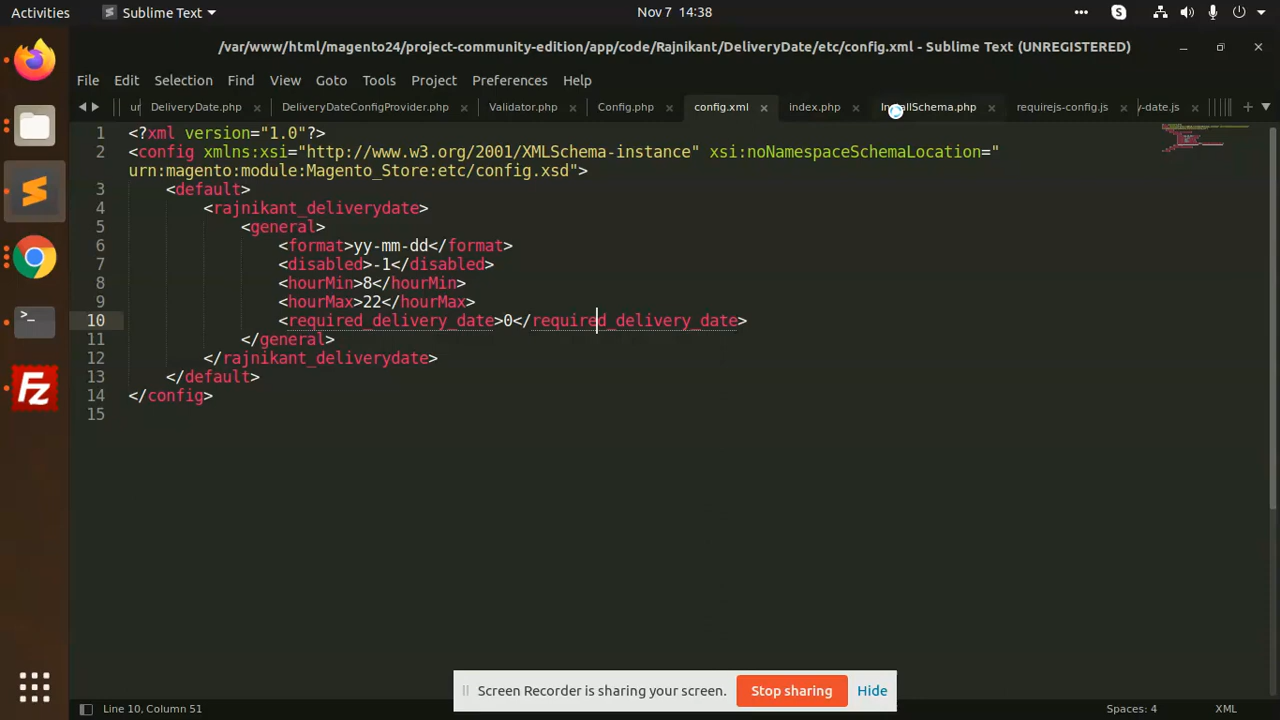 Activities
Sublime Text
Nov 7 14:38
/var/www/html/magento24/project-community-edition/app/code/Rajnikant/DeliveryDate/etc/config.xml - Sublime Text (UNREGISTERED)
File Edit Selection Find View Goto Tools Project Preferences Help
ur DeliveryDate.php DeliveryDateConfigProvider.php Validator.php Config.php config.xml index.php InstallSchema.php requirejs-config.js y-date.js
1 <?xml version="1.0"?>
2 <config xmlns:xsi="http://www.w3.org/2001/XMLSchema-instance" xsi:noNamespaceSchemaLocation="
urn:magento:module:Magento_Store:etc/config.xsd">
3 <default>
4 <rajnikant_deliverydate>
5 <general>
6 <format>yy-mm-dd</format>
7 <disabled>-1</disabled>
8 <hourMin>8</hourMin>
9 <hourMax>22</hourMax>
10 <required_delivery_date>0</required_delivery_date>
11 </general>
12 </rajnikant_deliverydate>
13 </default>
14 </config>
15
>_
Fz
Screen Recorder is sharing your screen. Stop sharing Hide
Line 10, Column 51 Spaces: 4 XML